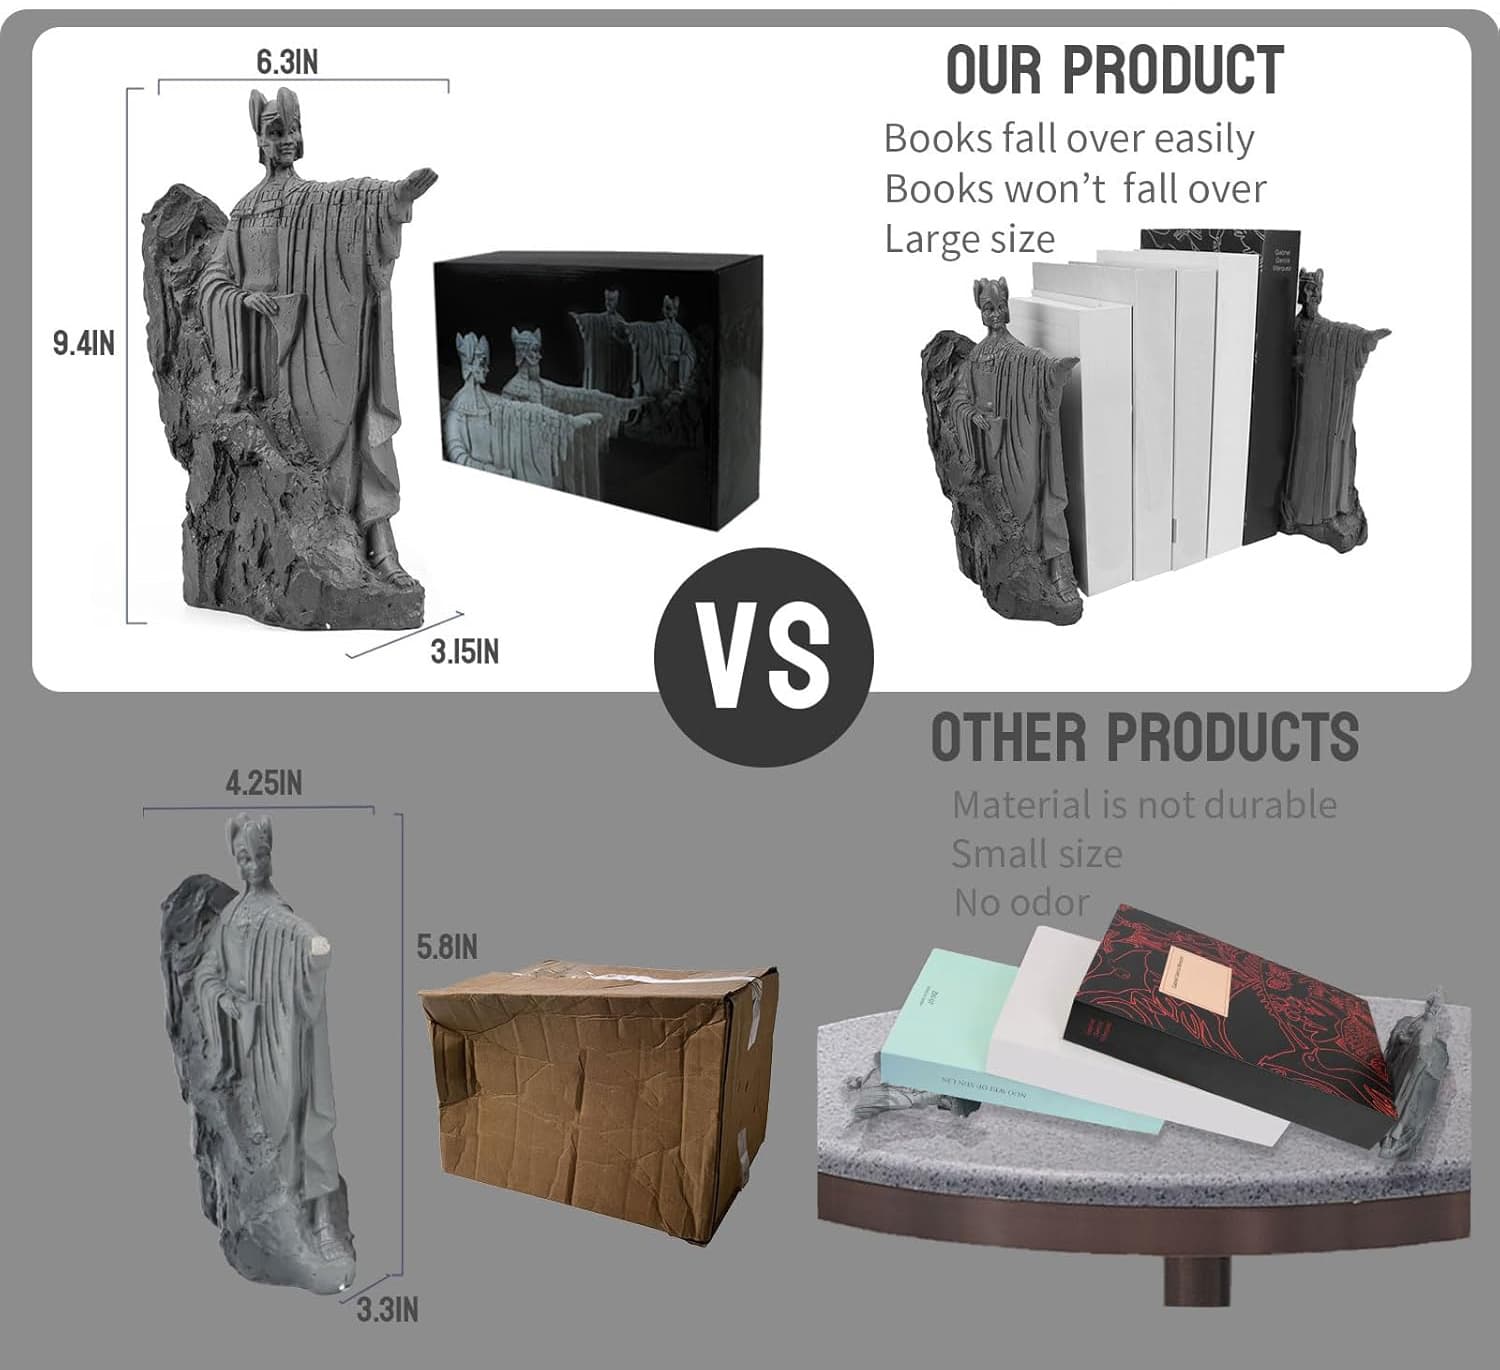 6.3IN
OUR PRODUCT
Books fall over easily
Books won't fall over
Large size
9.4IN
3.15IN
VS
OTHER PRODUCTS
Material is not durable
Small size
No odor
4.25IN
5.8IN
3.3IN